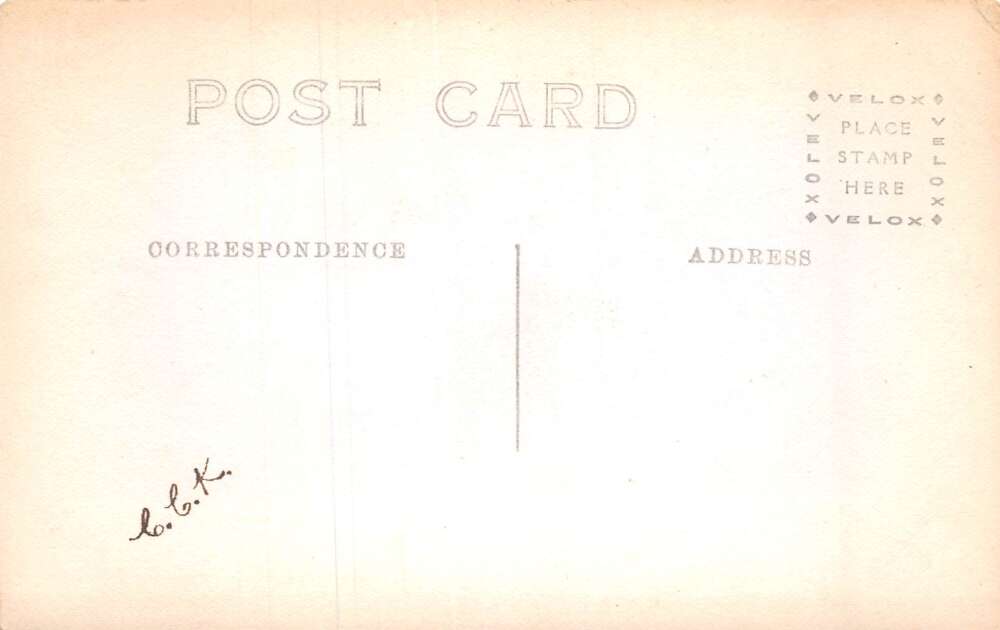 POST CARD
VELOX
VELOX
PLACE
STAMP
HERE
VELOX
VELOX
CORRESPONDENCE
ADDRESS
C.C.K.